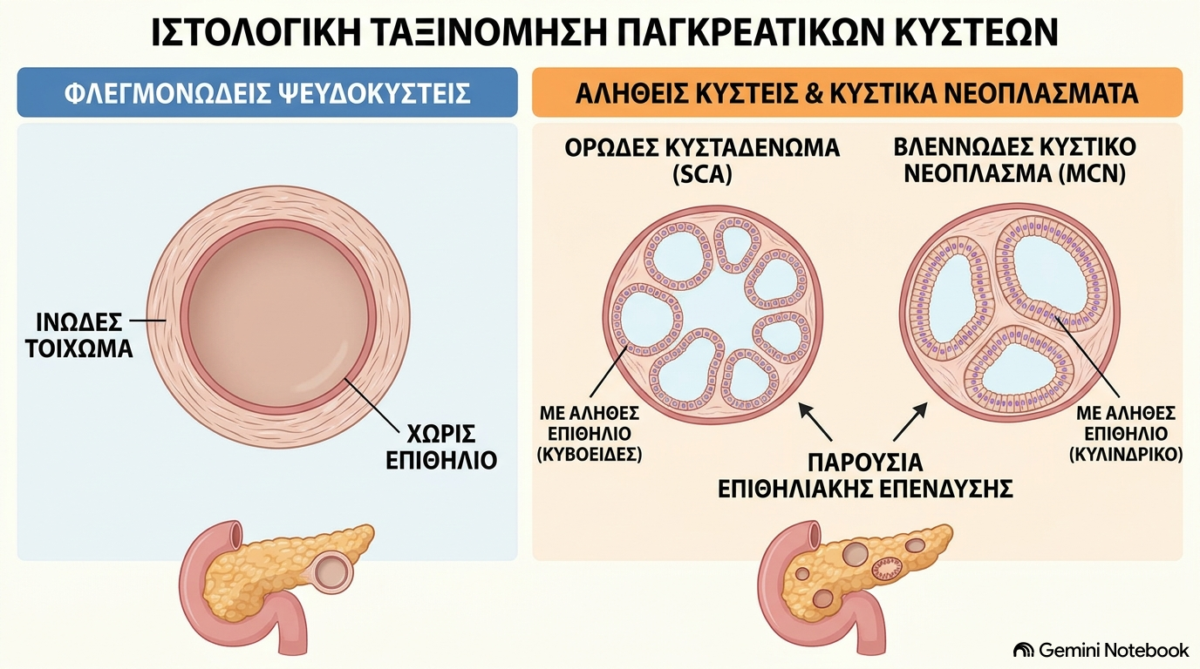 ΙΣΤΟΛΟΓΙΚΗ ΤΑΞΙΝΟΜΗΣΗ ΠΑΓΚΡΕΑΤΙΚΩΝ ΚΥΣΤΕΩΝ
ΦΛΕΓΜΟΝΩΔΕΙΣ ΨΕΥΔΟΚΥΣΤΕΙΣ
ΙΝΩΔΕΣ
ΤΟΙΧΩΜΑ
ΧΩΡΙΣ
ΕΠΙΘΗΛΙΟ
ΑΛΗΘΕΙΣ ΚΥΣΤΕΙΣ & ΚΥΣΤΙΚΑ ΝΕΟΠΛΑΣΜΑΤΑ
ΟΡΩΔΕΣ ΚΥΣΤΑΔΕΝΩΜΑ
(SCA)
ΒΛΕΝΝΩΔΕΣ ΚΥΣΤΙΚΟ
ΝΕΟΠΛΑΣΜΑ (MCN)
ΜΕ ΑΛΗΘΕΣ
ΕΠΙΘΗΛΙΟ
(ΚΥΒΟΕΙΔΕΣ)
ΜΕ ΑΛΗΘΕΣ
ΕΠΙΘΗΛΙΟ
(ΚΥΛΙΝΔΡΙΚΟ)
ΠΑΡΟΥΣΙΑ
ΕΠΙΘΗΛΙΑΚΗΣ ΕΠΕΝΔΥΣΗΣ
Gemini Notebook